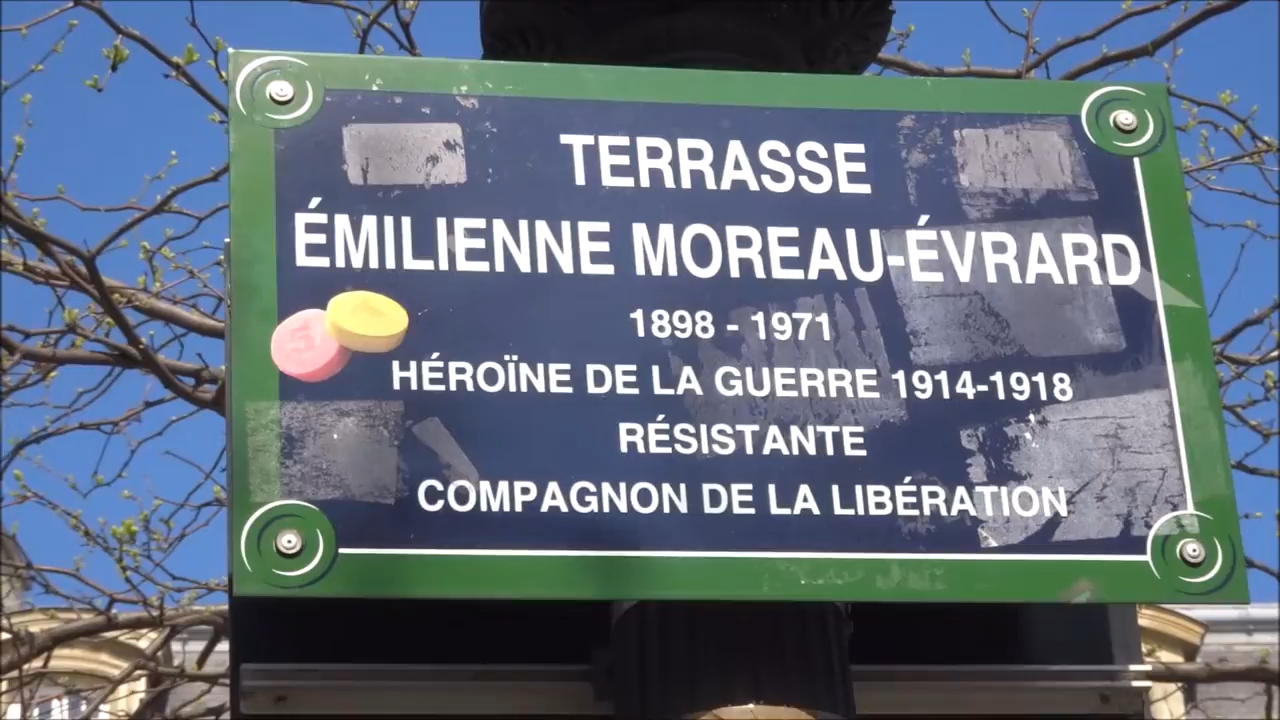 TERRASSE
ÉMILIENNE MOREAU-ÉVRARD
1898 - 1971
HÉROÏNE DE LA GUERRE 1914-1918
RÉSISTANTE
COMPAGNON DE LA LIBÉRATION